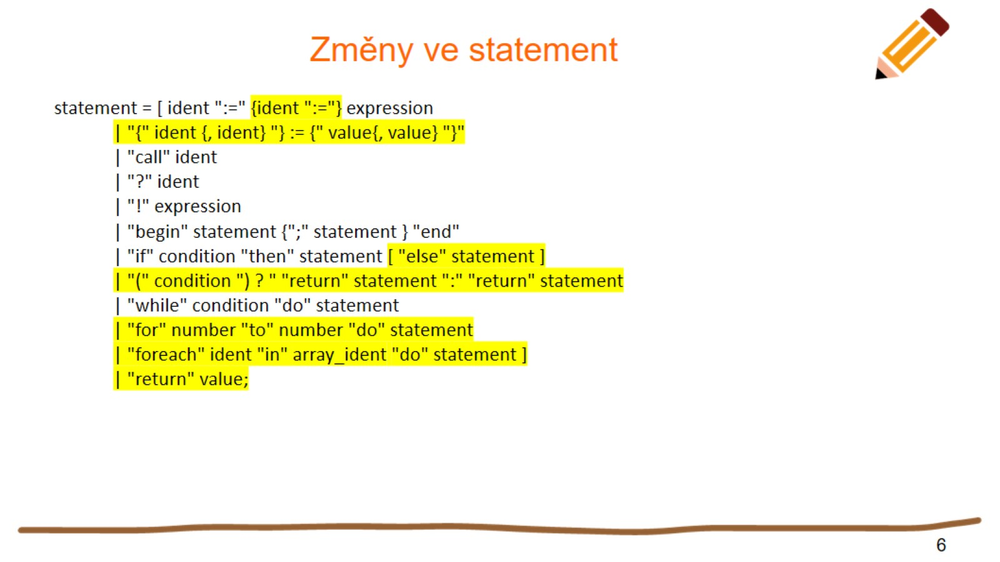 Změny ve statement
statement = [ ident ":=" {ident ":="} expression
| "{" ident {, ident} "} := {" value{, value} "}"
| "call" ident
| "?" ident
| "!" expression
| "begin" statement {";" statement } "end"
| "if" condition "then" statement [ "else" statement ]
| "(" condition ") ? " "return" statement ":" "return" statement
| "while" condition "do" statement
| "for" number "to" number "do" statement
| "foreach" ident "in" array_ident "do" statement ]
| "return" value;
6